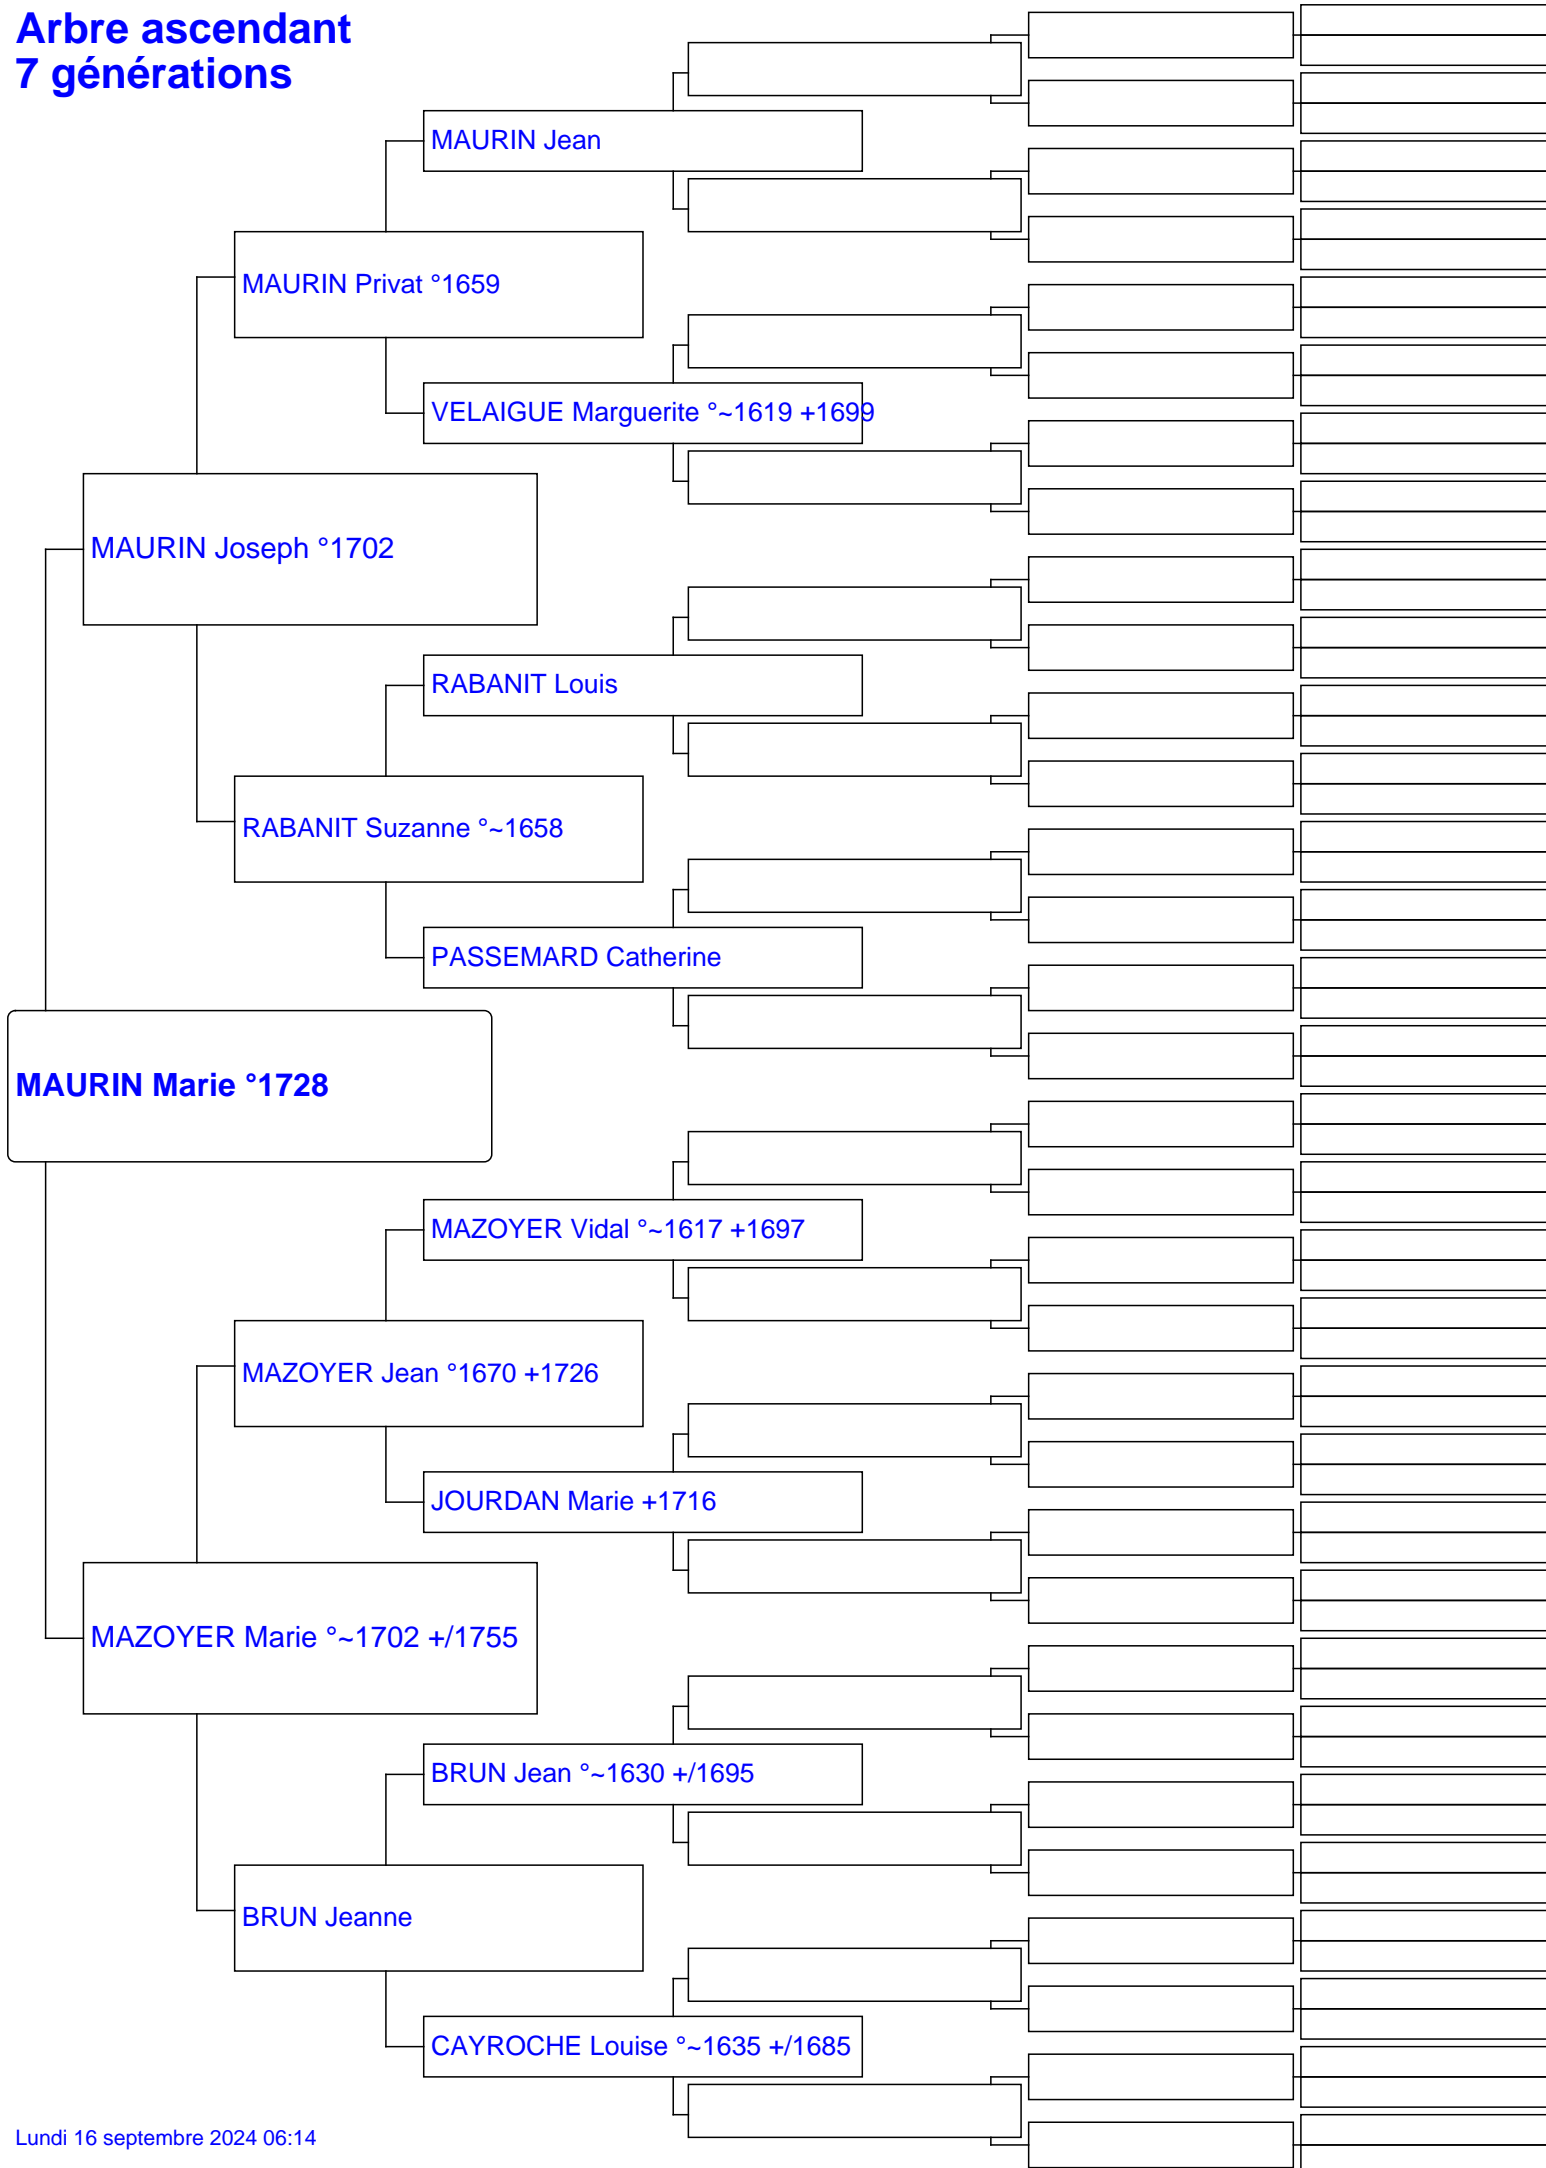 Arbre ascendant
7 générations
MAURIN Jean
MAURIN Privat °1659
VELAIGUE Marguerite °~1619 +1699
MAURIN Joseph °1702
RABANIT Louis
RABANIT Suzanne °~1658
PASSEMARD Catherine
MAURIN Marie °1728
MAZOYER Vidal °~1617 +1697
MAZOYER Jean °1670 +1726
JOURDAN Marie +1716
MAZOYER Marie °~1702 +/1755
BRUN Jean °~1630 +/1695
BRUN Jeanne
CAYROCHE Louise °~1635 +/1685
Lundi 16 septembre 2024 06:14